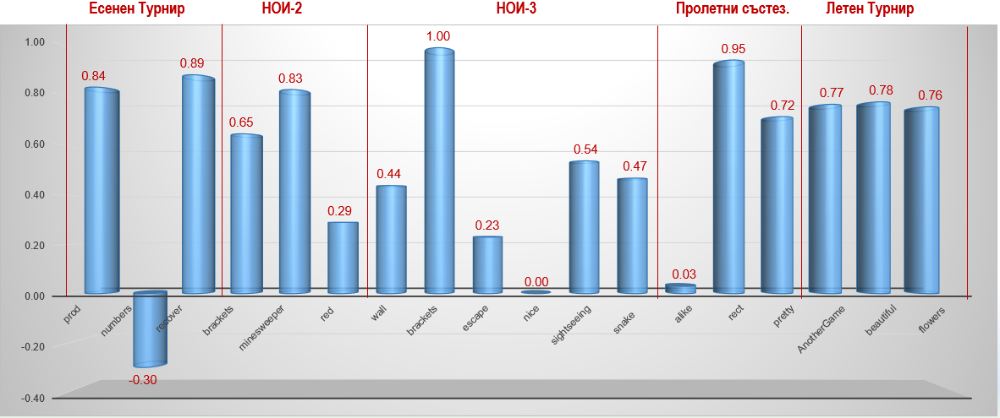 Есенен Турнир НОИ-2 НОИ-3 Пролетни състез. Летен Турнир
1.00
0.80
0.60
0.40
0.20
0.00
-0.20
-0.40
0.84
-0.30
0.89
0.65
0.83
0.29
0.44
1.00
0.23
0.00
0.54
0.47
0.03
0.95
0.72
0.77
0.78
0.76
prod
numbers
recover
brackets
minesweeper
red
wall
brackets
escape
nice
sightseeing
snake
alike
rect
pretty
AnotherGame
beautiful
flowers